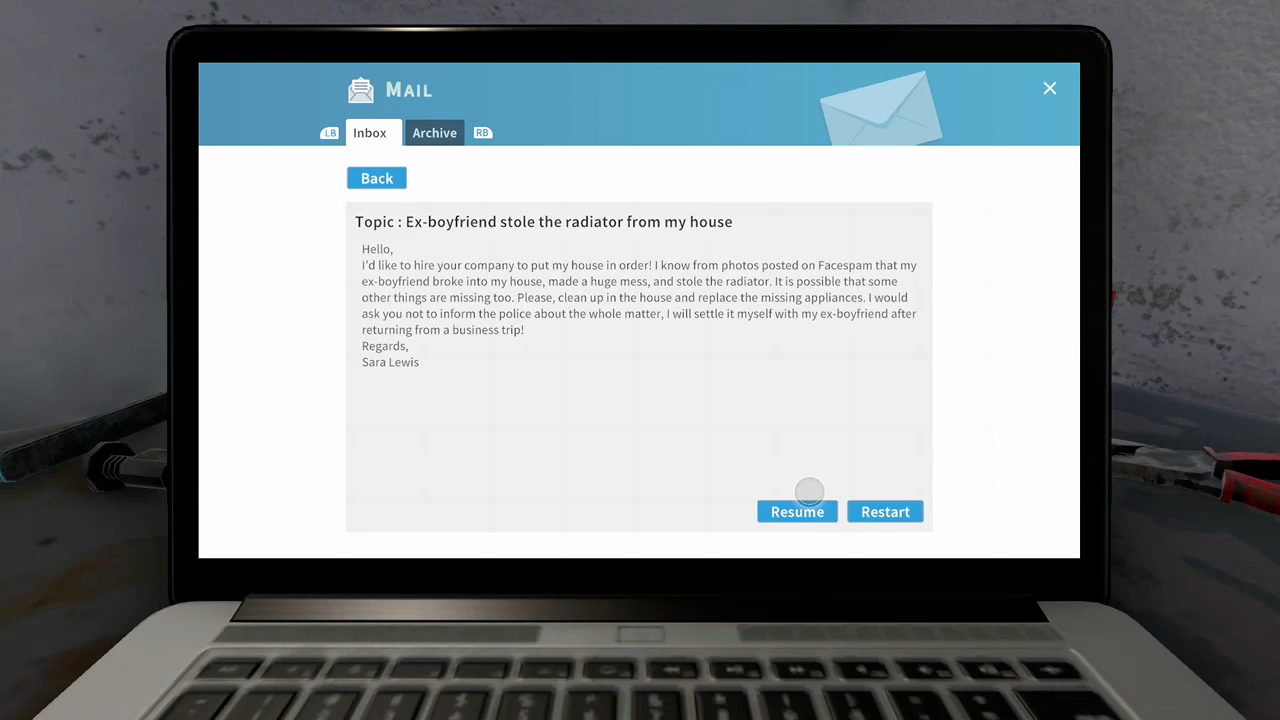 MAIL
LB Inbox Archive RB
Back
Topic : Ex-boyfriend stole the radiator from my house
Hello,
I'd like to hire your company to put my house in order! I know from photos posted on Facespam that my
ex-boyfriend broke into my house, made a huge mess, and stole the radiator. It is possible that some
other things are missing too. Please, clean up in the house and replace the missing appliances. I would
ask you not to inform the police about the whole matter, I will settle it myself with my ex-boyfriend after
returning from a business trip!
Regards,
Sara Lewis
Resume Restart